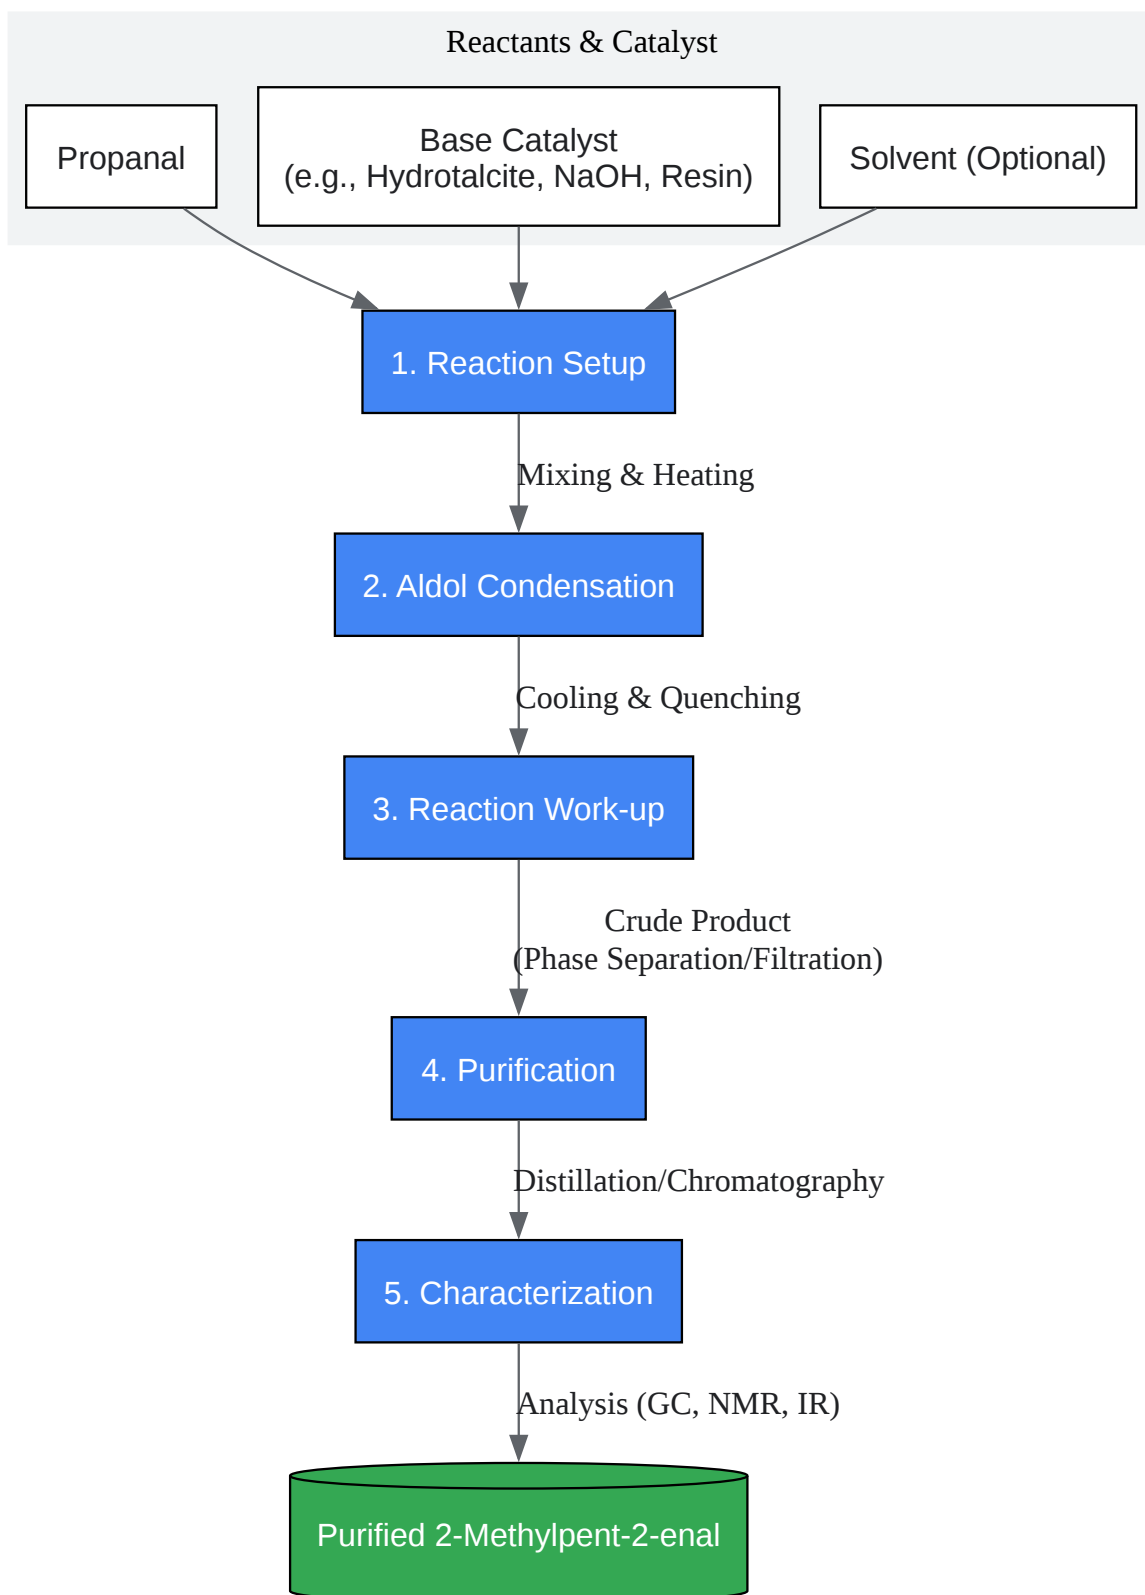 Reactants & Catalyst
Propanal
Base Catalyst
(e.g., Hydrotalcite, NaOH, Resin)
Solvent (Optional)
1. Reaction Setup
Mixing & Heating
2. Aldol Condensation
Cooling & Quenching
3. Reaction Work-up
Crude Product
(Phase Separation/Filtration)
4. Purification
Distillation/Chromatography
5. Characterization
Analysis (GC, NMR, IR)
Purified 2-Methylpent-2-enal